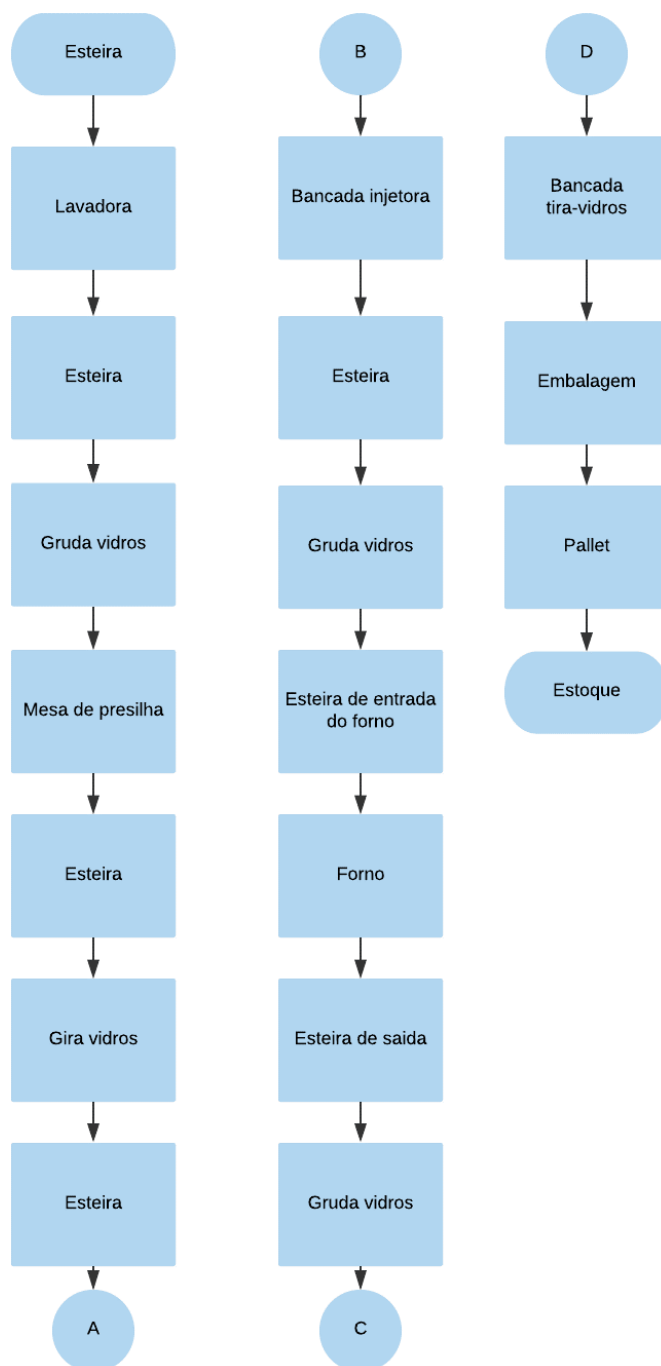 Esteira
Lavadora
Esteira
Gruda vidros
Mesa de presilha
Esteira
Gira vidros
Esteira
A
B
Bancada injetora
Esteira
Gruda vidros
Esteira de entrada
do forno
Forno
Esteira de saida
Gruda vidros
C
D
Bancada
tira-vidros
Embalagem
Pallet
Estoque